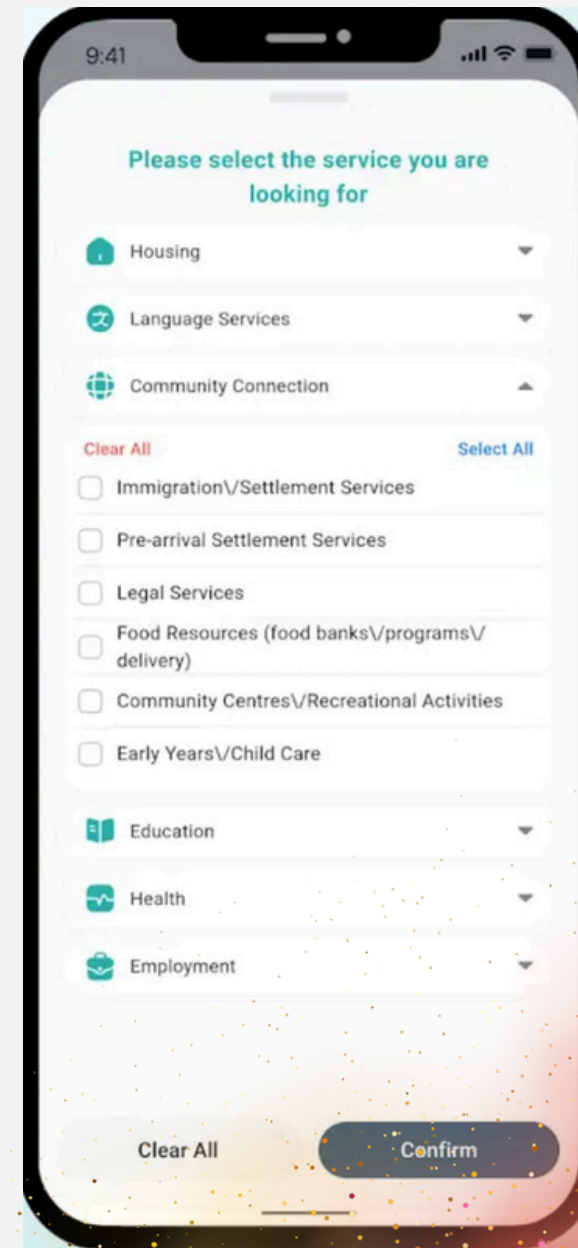 9:41
Please select the service you are
looking for
Housing
Language Services
Community Connection
Clear All Select All
Immigration\/Settlement Services
Pre-arrival Settlement Services
Legal Services
Food Resources (food banks\/programs\/
delivery)
Community Centres\/Recreational Activities
Early Years\/Child Care
Education
Health
Employment
Clear All Confirm